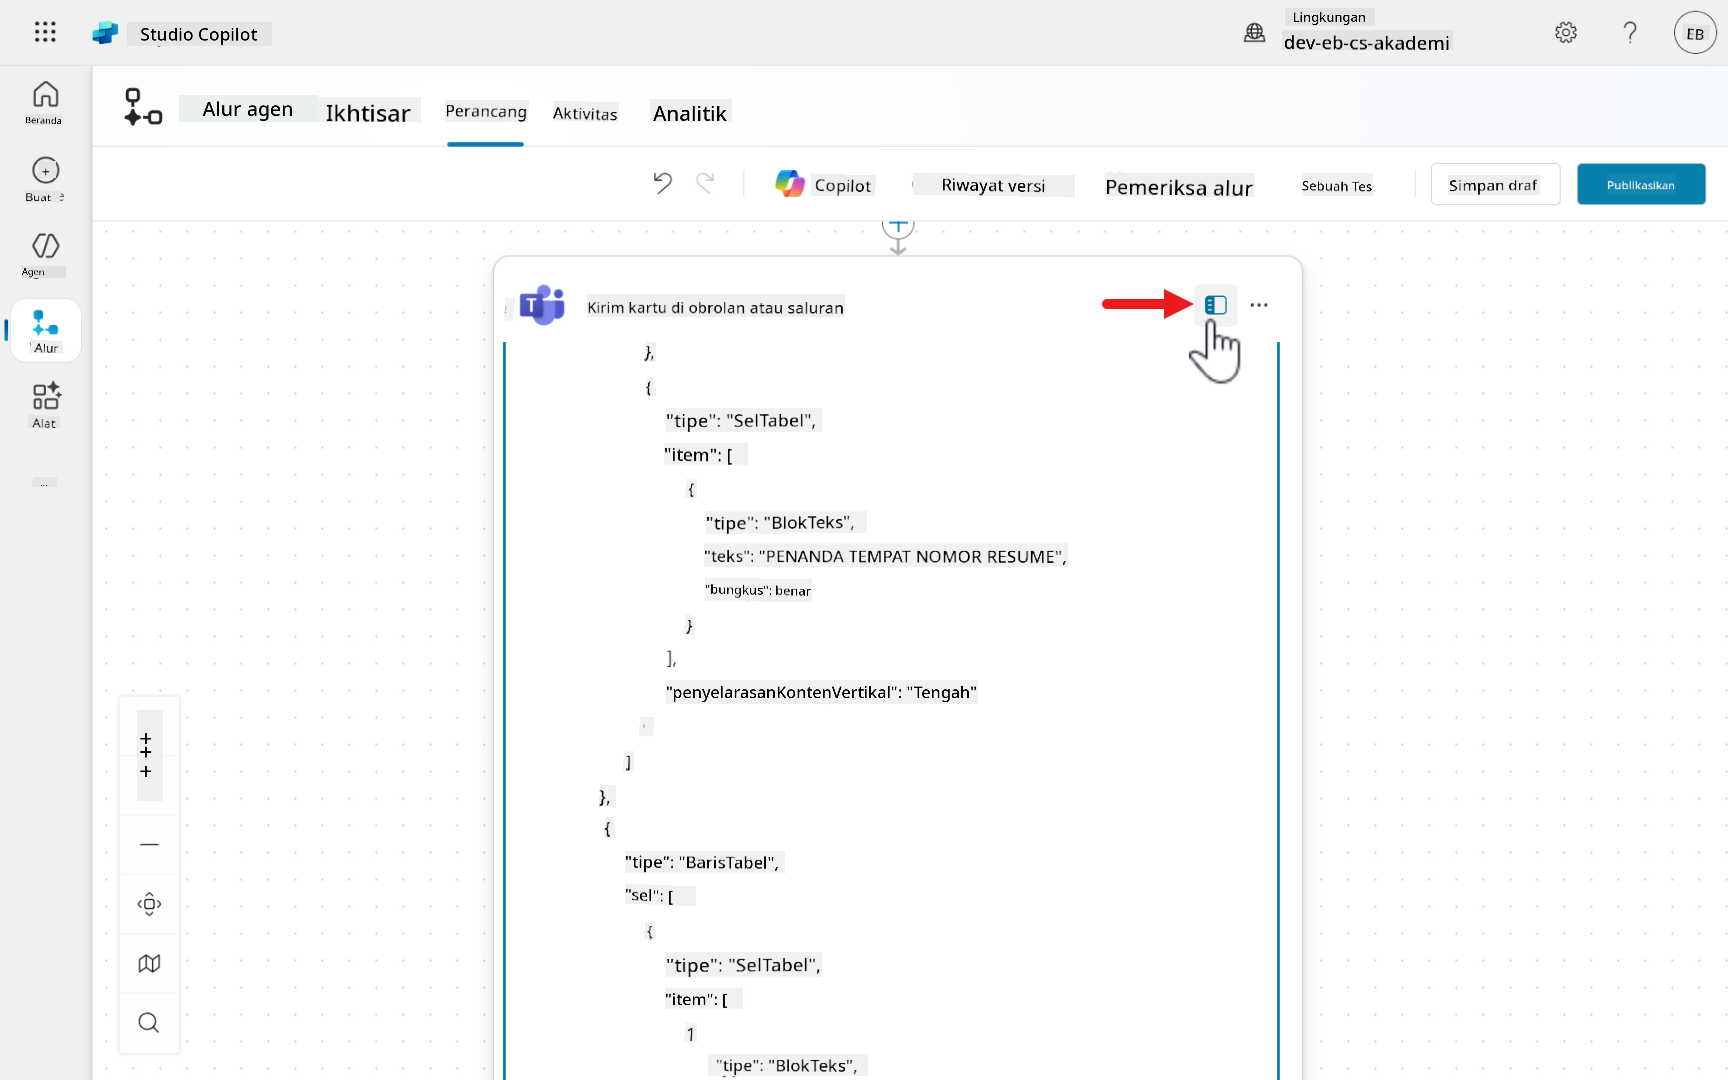 Studio Copilot
Lingkungan
dev-eb-cs-akademi
EB
Beranda
Buat
Agen
Alur
Alat
...
Alur agen
Ikhtisar
Perancang
Aktivitas
Analitik
Copilot
Riwayat versi
Pemeriksa alur
Sebuah Tes
Simpan draf
Publikasikan
Kirim kartu di obrolan atau saluran
},
{
"tipe": "SelTabel",
"item": [
{
"tipe": "BlokTeks",
"teks": "PENANDA TEMPAT NOMOR RESUME",
"bungkus": benar
}
],
"penyelarasanKontenVertikal": "Tengah"
]
},
{
"tipe": "BarisTabel",
"sel": [
{
"tipe": "SelTabel",
"item": [
1
"tipe": "BlokTeks",